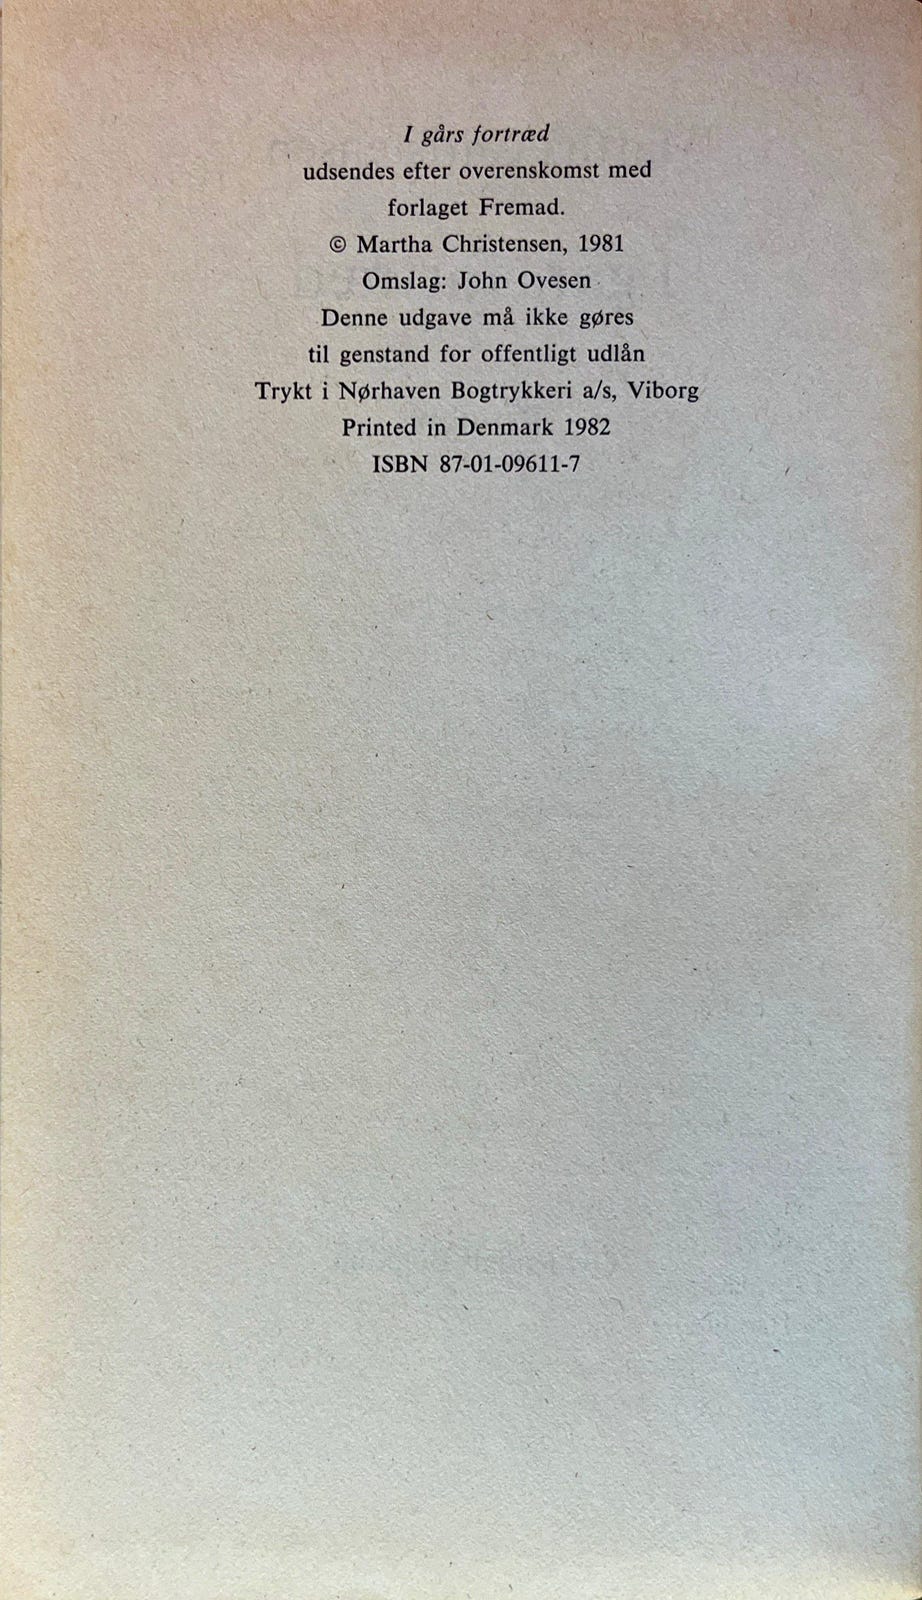 I gårs fortræd
udsendes efter overenskomst med
forlaget Fremad.
© Martha Christensen, 1981
Omslag: John Ovesen
Denne udgave må ikke gøres
til genstand for offentligt udlån
Trykt i Nørhaven Bogtrykkeri a/s, Viborg
Printed in Denmark 1982
ISBN 87-01-09611-7